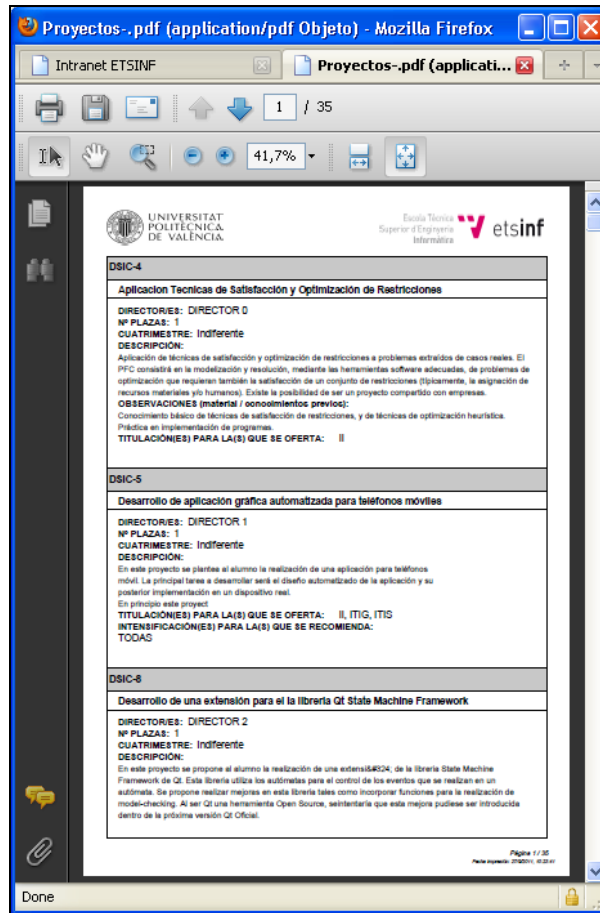 Proyectos-.pdf (application/pdf Objeto) - Mozilla Firefox
Intranet ETSINF
Proyectos-.pdf (applicati...
1 / 35
41,7%
UNIVERSITAT
POLITÈCNICA
DE VALÈNCIA
Escola Tècnica
Superior d'Enginyeria
Informàtica
etsinf
DSIC-4
Aplicacion Tecnicas de Satisfacción y Optimización de Restricciones
DIRECTOR/ES: DIRECTOR 0
Nº PLAZAS: 1
CUATRIMESTRE: Indiferente
DESCRIPCIÓN:
Aplicación de técnicas de satisfacción y optimización de restricciones a problemas extraídos de casos reales. El
PFC consistirá en la modelización y resolución, mediante las herramientas software adecuadas, de problemas de
optimización que requieran también la satisfacción de un conjunto de restricciones (típicamente, la asignación de
recursos materiales y/o humanos). Existe la posibilidad de ser un proyecto compartido con empresas.
OBSERVACIONES (material / conocimientos previos):
Conocimiento básico de técnicas de satisfacción de restricciones, y de técnicas de optimización heurística.
Práctica en implementación de programas.
TITULACIÓN(ES) PARA LA(S) QUE SE OFERTA: II
DSIC-5
Desarrollo de aplicación gráfica automatizada para teléfonos móviles
DIRECTOR/ES: DIRECTOR 1
Nº PLAZAS: 1
CUATRIMESTRE: Indiferente
DESCRIPCIÓN:
En este proyecto se plantea al alumno la realización de una aplicación para teléfonos
móvil. La principal tarea a desarrollar será el diseño automatizado de la aplicación y su
posterior implementación en un dispositivo real.
En principio este proyect
TITULACIÓN(ES) PARA LA(S) QUE SE OFERTA: II, ITIG, ITIS
INTENSIFICACIÓN(ES) PARA LA(S) QUE SE RECOMIENDA:
TODAS
DSIC-6
Desarrollo de una extensión para el la librería Qt State Machine Framework
DIRECTOR/ES: DIRECTOR 2
Nº PLAZAS: 1
CUATRIMESTRE: Indiferente
DESCRIPCIÓN:
En este proyecto se propone al alumno la realización de una extensi&#324; de la librería State Machine
Framework de Qt. Esta librería utiliza los autómatas para el control de los eventos que se realizan en un
autómata. Se propone realizar mejoras en esta librería tales como incorporar funciones para la realización de
model-checking. Al ser Qt una herramienta Open Source, seintentaría que esta mejora pudiese ser introducida
dentro de la próxima versión Qt Oficial.
Página 1 / 35
Fecha impresión:
Done